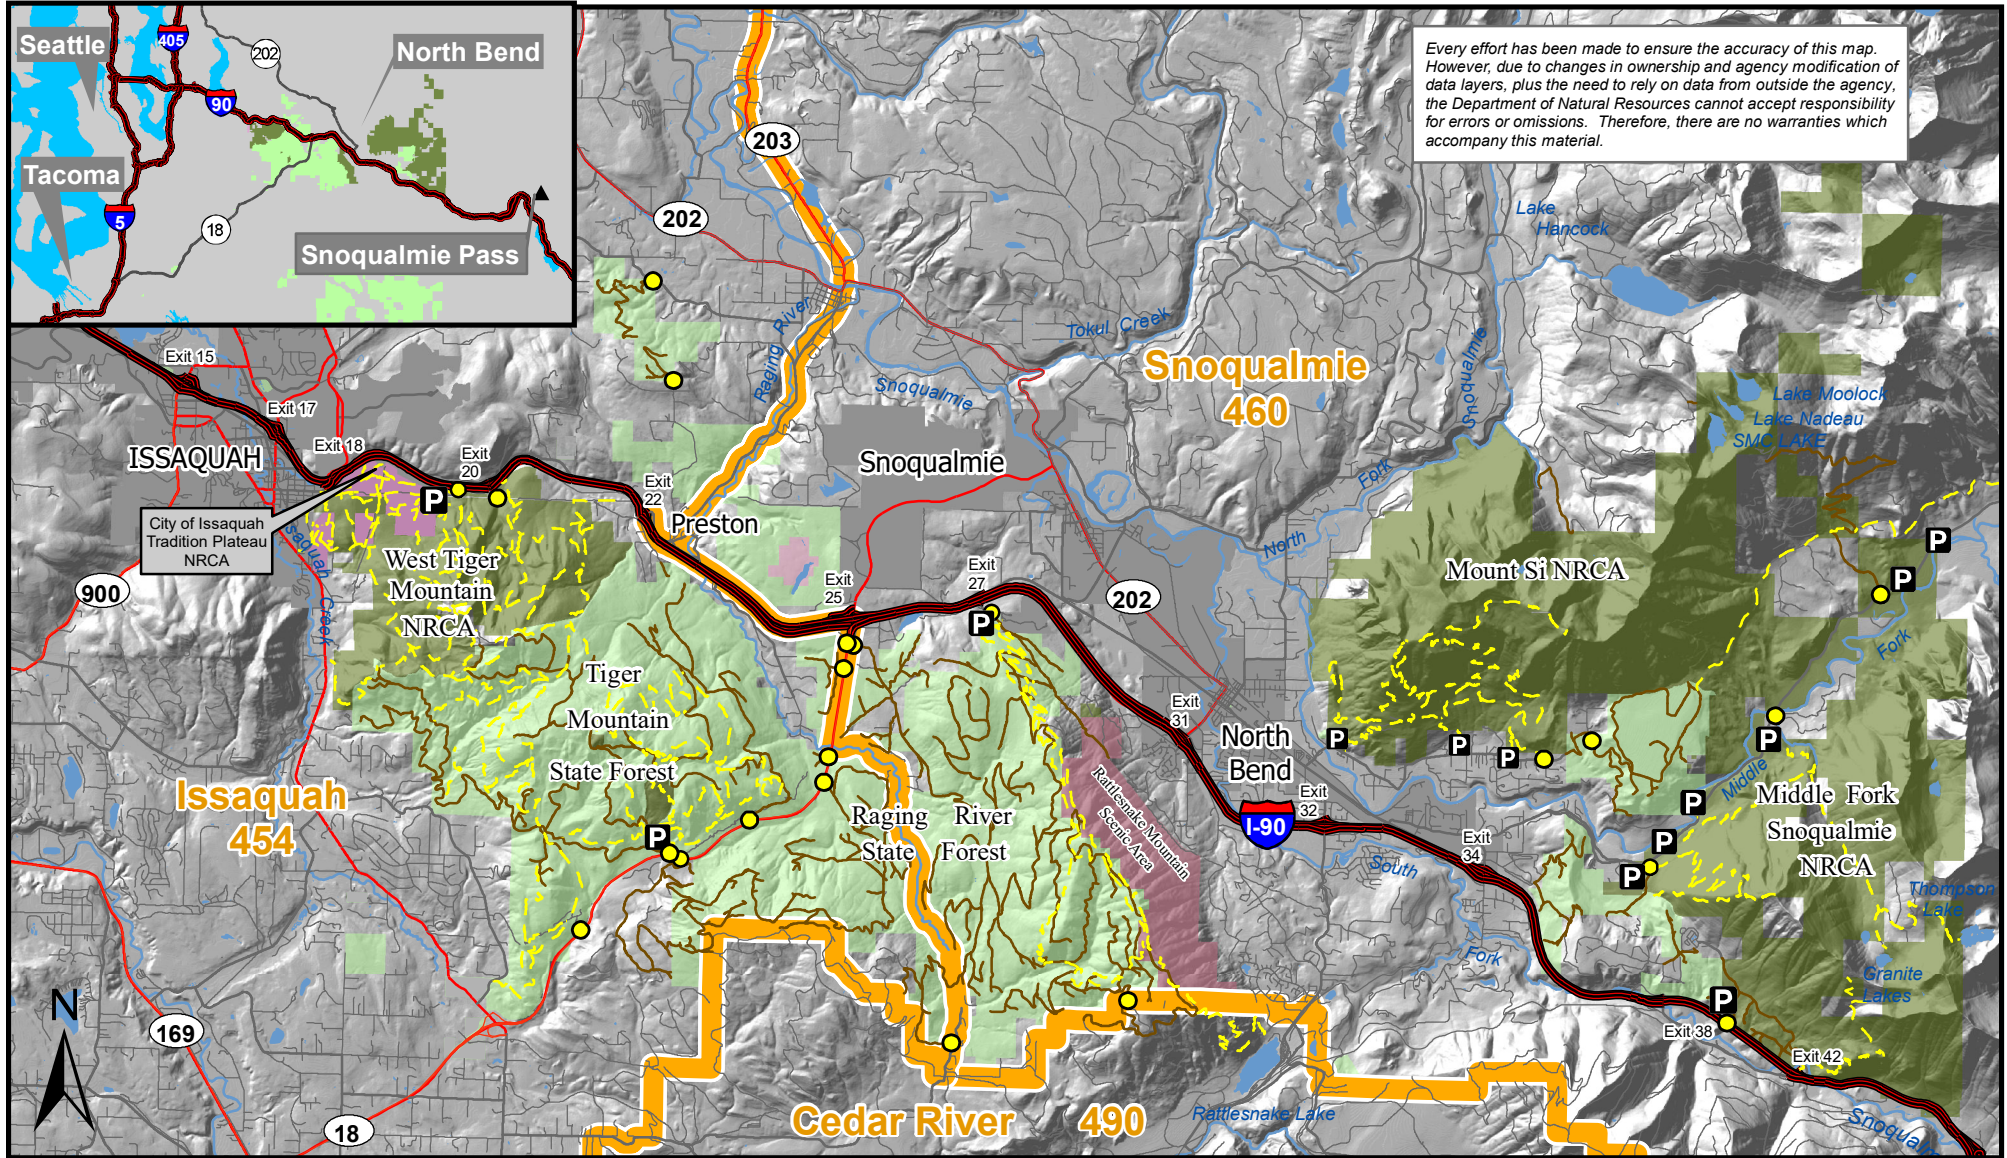 Seattle
405
202
North Bend
90
Tacoma
5
18
Snoqualmie Pass
Every effort has been made to ensure the accuracy of this map.
However, due to changes in ownership and agency modification of
data layers, plus the need to rely on data from outside the agency,
the Department of Natural Resources cannot accept responsibility
for errors or omissions.  Therefore, there are no warranties which
accompany this material.
203
202
Lake
Hancock
Raging River
Tokul Creek
Snoqualmie
Snoqualmie
460
Snoqualmie
Lake Moolock
Lake Nadeau
SMC LAKE
Exit 15
Exit 17
Exit 18
Exit
20
ISSAQUAH
Exit
22
Snoqualmie
Fork
North
P
City of Issaquah
Tradition Plateau
NRCA
Preston
P
West Tiger
Mountain
NRCA
Issaquah
Creek
900
Exit
25
Exit
27
P
202
Mount Si NRCA
P
Fork
Tiger
Mountain
State Forest
Exit
31
North
Bend
P
P
P
P
Middle
Issaquah
454
P
Raging River
State Forest
Rattlesnake Mountain
Scenic Area
I-90
Exit
32
Exit
34
South
Fork
P
P
P
Middle Fork
Snoqualmie
NRCA
Thompson
Lake
Granite
Lakes
N
169
18
P
Exit 38
Exit 42
Cedar River 490
Rattlesnake Lake
Snoqualm